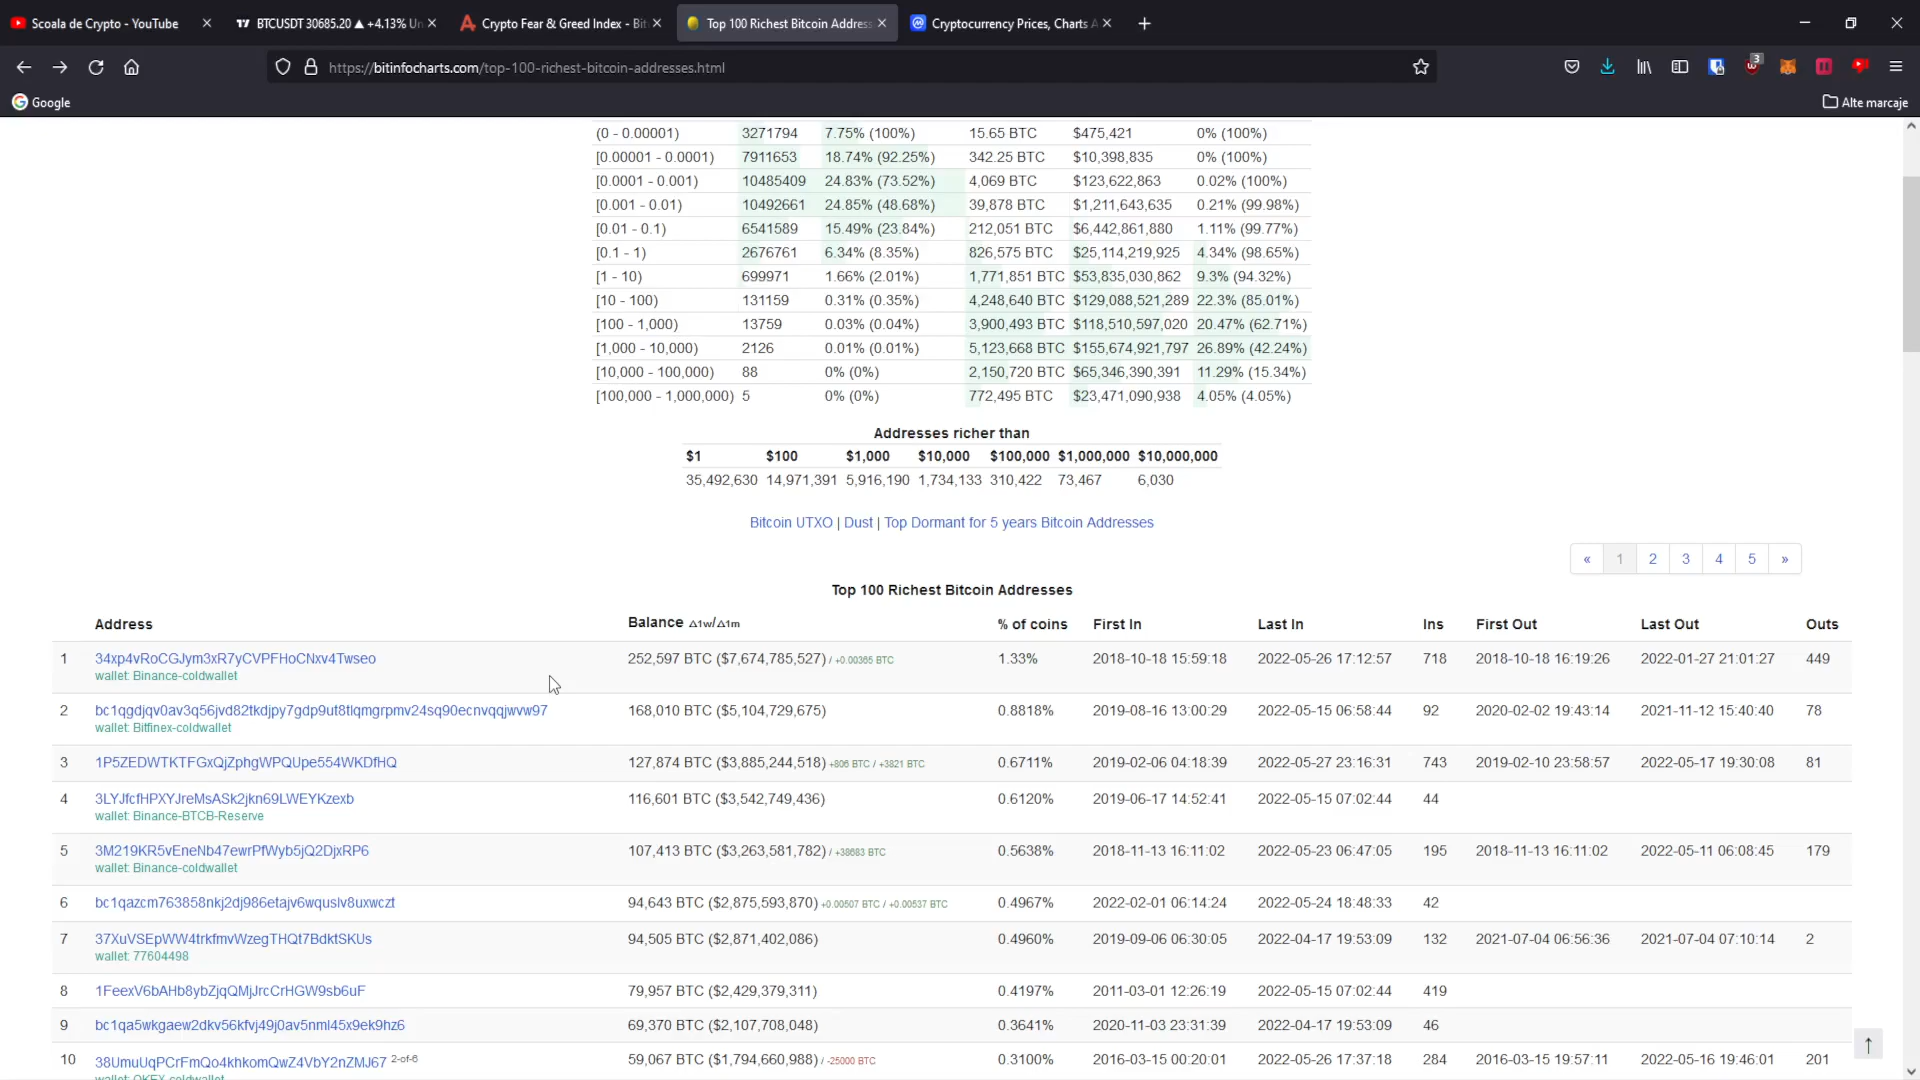 Scoala de Crypto - YouTube
BTCUSDT 30685.20 ▲ +4.13% Un
Crypto Fear & Greed Index - Bit
Top 100 Richest Bitcoin Address
Cryptocurrency Prices, Charts A
https://bitinfocharts.com/top-100-richest-bitcoin-addresses.html
3
Google
Alte marcaje
(0 - 0.00001) 3271794 7.75% (100%) 15.65 BTC $475,421 0% (100%)
[0.00001 - 0.0001) 7911653 18.74% (92.25%) 342.25 BTC $10,398,835 0% (100%)
[0.0001 - 0.001) 10485409 24.83% (73.52%) 4,069 BTC $123,622,863 0.02% (100%)
[0.001 - 0.01) 10492661 24.85% (48.68%) 39,878 BTC $1,211,643,635 0.21% (99.98%)
[0.01 - 0.1) 6541589 15.49% (23.84%) 212,051 BTC $6,442,861,880 1.11% (99.77%)
[0.1 - 1) 2676761 6.34% (8.35%) 826,575 BTC $25,114,219,925 4.34% (98.65%)
[1 - 10) 699971 1.66% (2.01%) 1,771,851 BTC $53,835,030,862 9.3% (94.32%)
[10 - 100) 131159 0.31% (0.35%) 4,248,640 BTC $129,088,521,289 22.3% (85.01%)
[100 - 1,000) 13759 0.03% (0.04%) 3,900,493 BTC $118,510,597,020 20.47% (62.71%)
[1,000 - 10,000) 2126 0.01% (0.01%) 5,123,668 BTC $155,674,921,797 26.89% (42.24%)
[10,000 - 100,000) 88 0% (0%) 2,150,720 BTC $65,346,390,391 11.29% (15.34%)
[100,000 - 1,000,000) 5 0% (0%) 772,495 BTC $23,471,090,938 4.05% (4.05%)
Addresses richer than
$1 $100 $1,000 $10,000 $100,000 $1,000,000 $10,000,000
35,492,630 14,971,391 5,916,190 1,734,133 310,422 73,467 6,030
Bitcoin UTXO | Dust | Top Dormant for 5 years Bitcoin Addresses
« 1 2 3 4 5 »
Top 100 Richest Bitcoin Addresses
Address Balance Δ1w/Δ1m % of coins First In Last In Ins First Out Last Out Outs
1 34xp4vRoCGJym3xR7yCVPFHoCNxv4Twseo 252,597 BTC ($7,674,785,527) / +0.00365 BTC 1.33% 2018-10-18 15:59:18 2022-05-26 17:12:57 718 2018-10-18 16:19:26 2022-01-27 21:01:27 449
wallet: Binance-coldwallet
2 bc1qgdjqv0av3q56jvd82tkdjpy7gdp9ut8tlqmgrpmv24sq90ecnvqqjwvw97 168,010 BTC ($5,104,729,675) 0.8818% 2019-08-16 13:00:29 2022-05-15 06:58:44 92 2020-02-02 19:43:14 2021-11-12 15:40:40 78
wallet: Bitfinex-coldwallet
3 1P5ZEDWTKTFGxQjZphgWPQUpe554WKDfHQ 127,874 BTC ($3,885,244,518) +806 BTC / +3821 BTC 0.6711% 2019-02-06 04:18:39 2022-05-27 23:16:31 743 2019-02-10 23:58:57 2022-05-17 19:30:08 81
4 3LYJfcfHPXYJreMsASk2jkn69LWEYKzexb 116,601 BTC ($3,542,749,436) 0.6120% 2019-06-17 14:52:41 2022-05-15 07:02:44 44
wallet: Binance-BTCB-Reserve
5 3M219KR5vEneNb47ewrPfWyb5jQ2DjxRP6 107,413 BTC ($3,263,581,782) / +38683 BTC 0.5638% 2018-11-13 16:11:02 2022-05-23 06:47:05 195 2018-11-13 16:11:02 2022-05-11 06:08:45 179
wallet: Binance-coldwallet
6 bc1qazcm763858nkj2dj986etajv6wquslv8uxwczt 94,643 BTC ($2,875,593,870) +0.00507 BTC / +0.00537 BTC 0.4967% 2022-02-01 06:14:24 2022-05-24 18:48:33 42
7 37XuVSEpWW4trkfmvWzegTHQt7BdktSKUs 94,505 BTC ($2,871,402,086) 0.4960% 2019-09-06 06:30:05 2022-04-17 19:53:09 132 2021-07-04 06:56:36 2021-07-04 07:10:14 2
wallet: 77604498
8 1FeexV6bAHb8ybZjqQMjJrcCrHGW9sb6uF 79,957 BTC ($2,429,379,311) 0.4197% 2011-03-01 12:26:19 2022-05-15 07:02:44 419
9 bc1qa5wkgaew2dkv56kfvj49j0av5nml45x9ek9hz6 69,370 BTC ($2,107,708,048) 0.3641% 2020-11-03 23:31:39 2022-04-17 19:53:09 46
10 38UmuUqPCrFmQo4khkomQwZ4VbY2nZMJ67 2-of-6 59,067 BTC ($1,794,660,988) / -25000 BTC 0.3100% 2016-03-15 00:20:01 2022-05-26 17:37:18 284 2016-03-15 19:57:11 2022-05-16 19:46:01 201
wallet: OKEX-coldwallet